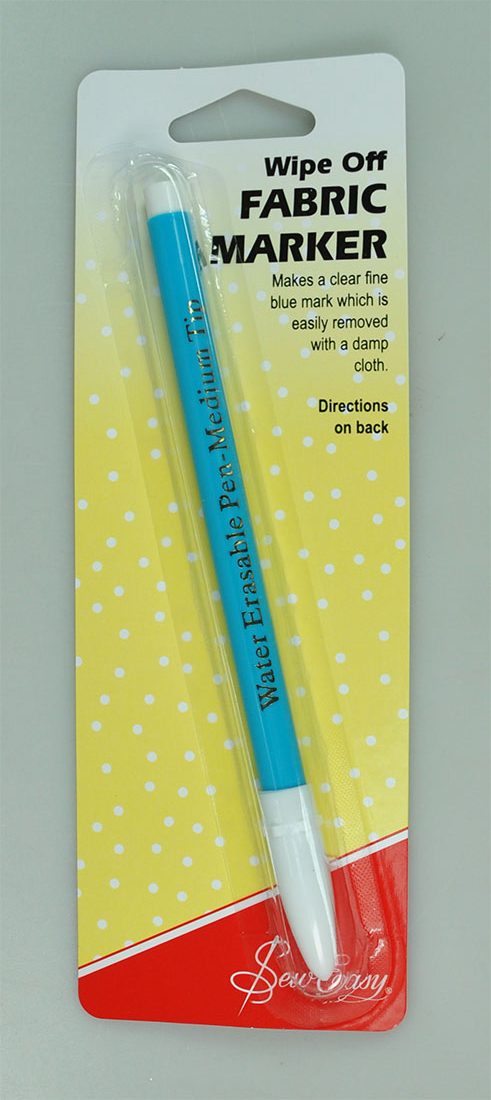 Wipe Off
FABRIC
MARKER
Makes a clear fine
blue mark which is
easily removed
with a damp
cloth.
Directions
on back
Water Erasable Pen-Medium Tip
Sew Easy